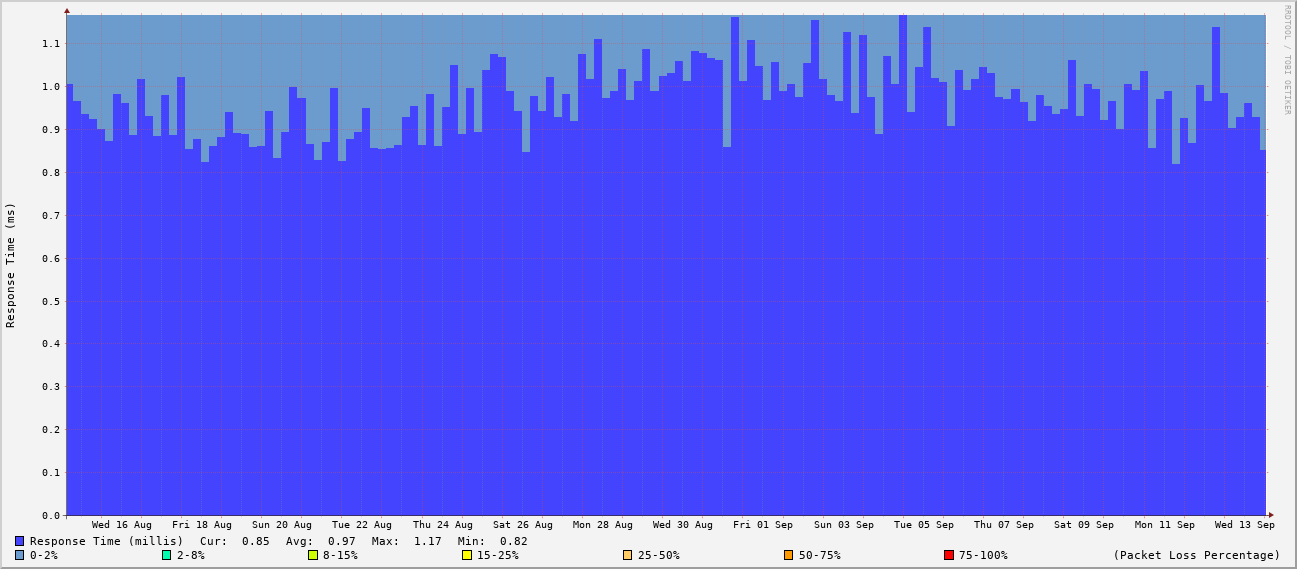 RRDTOOL / TOBI OETIKER
Response Time (ms)
1.1
1.0
0.9
0.8
0.7
0.6
0.5
0.4
0.3
0.2
0.1
0.0
Wed 16 Aug Fri 18 Aug Sun 20 Aug Tue 22 Aug Thu 24 Aug Sat 26 Aug Mon 28 Aug Wed 30 Aug Fri 01 Sep Sun 03 Sep Tue 05 Sep Thu 07 Sep Sat 09 Sep Mon 11 Sep Wed 13 Sep
Response Time (millis) Cur: 0.85 Avg: 0.97 Max: 1.17 Min: 0.82
0-2% 2-8% 8-15% 15-25% 25-50% 50-75% 75-100% (Packet Loss Percentage)